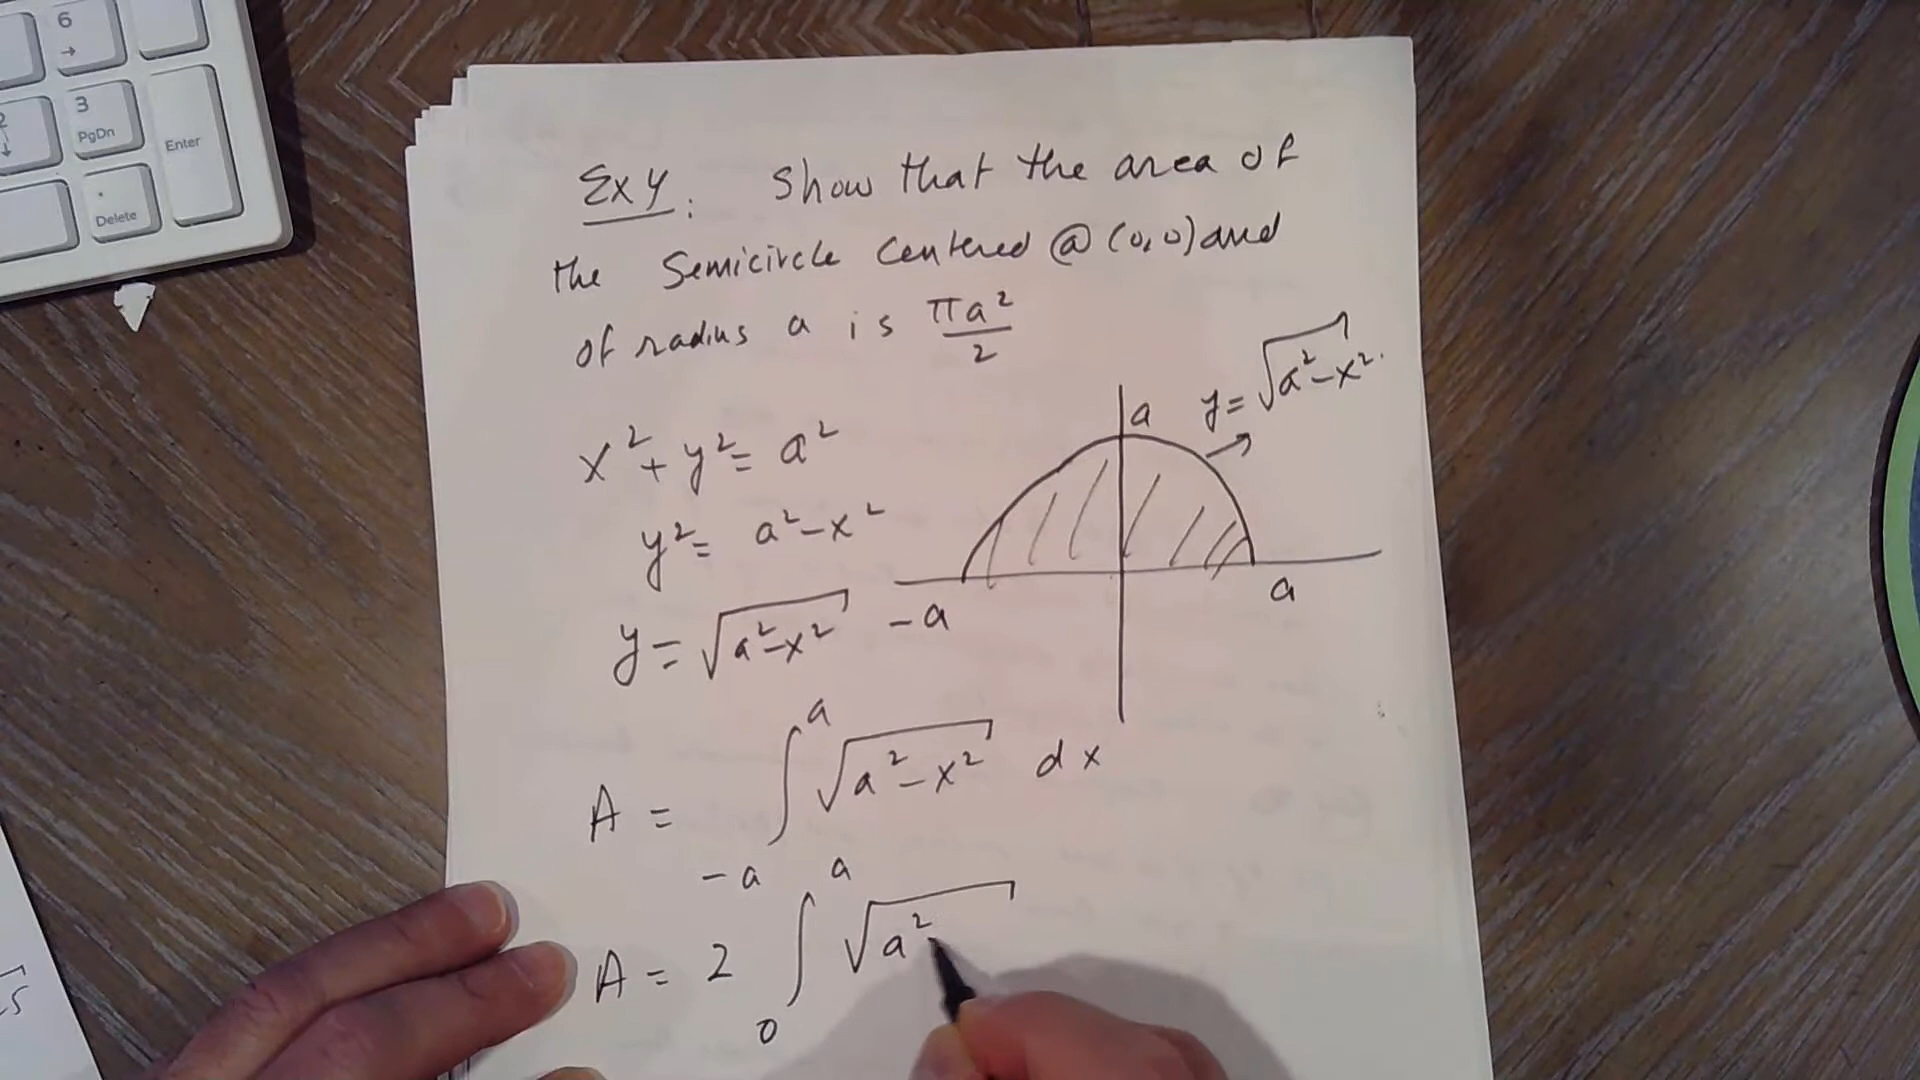 6
→
3
PgDn
Enter
2
↓
.
Delete
Ex 4: Show that the area of
the Semicircle Centered @ (0,0) and
of radius a is πa²/2
y = √(a²-x²).
a
x² + y² = a²
y² = a²-x²
-a
a
y = √(a²-x²)
A = ∫_{-a}^{a} √(a²-x²) dx
A = 2 ∫_{0}^{a} √(a²